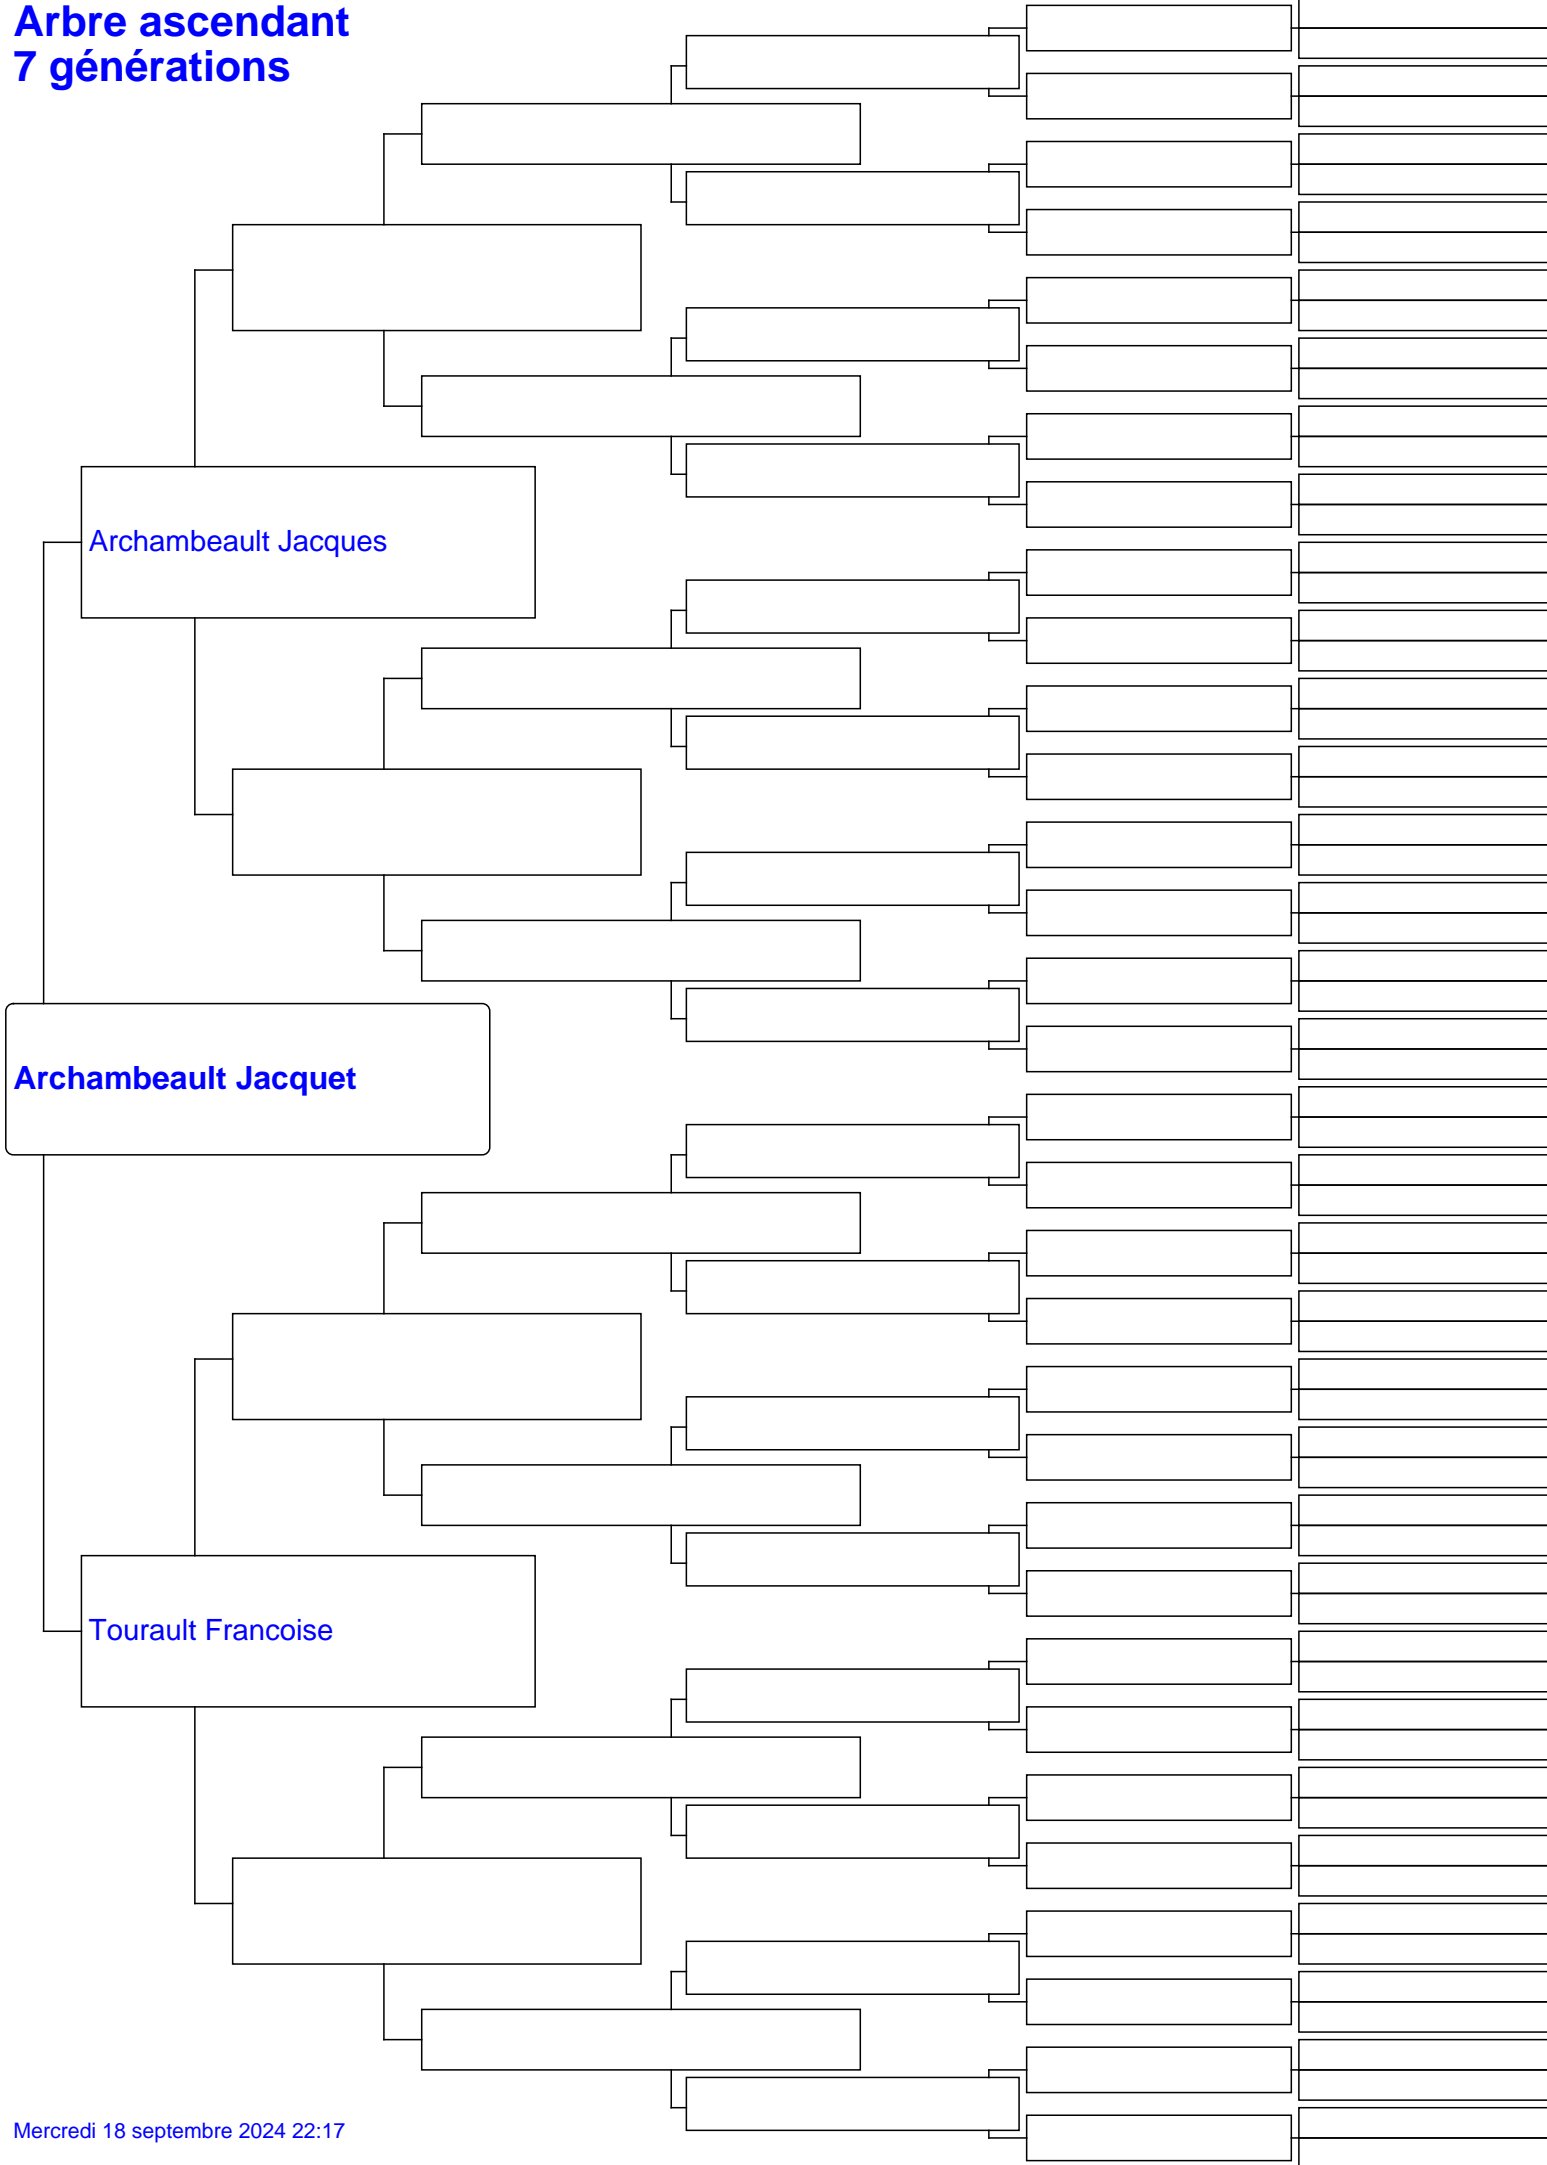 Arbre ascendant
7 générations
Archambeault Jacques
Archambeault Jacquet
Tourault Francoise
Mercredi 18 septembre 2024 22:17